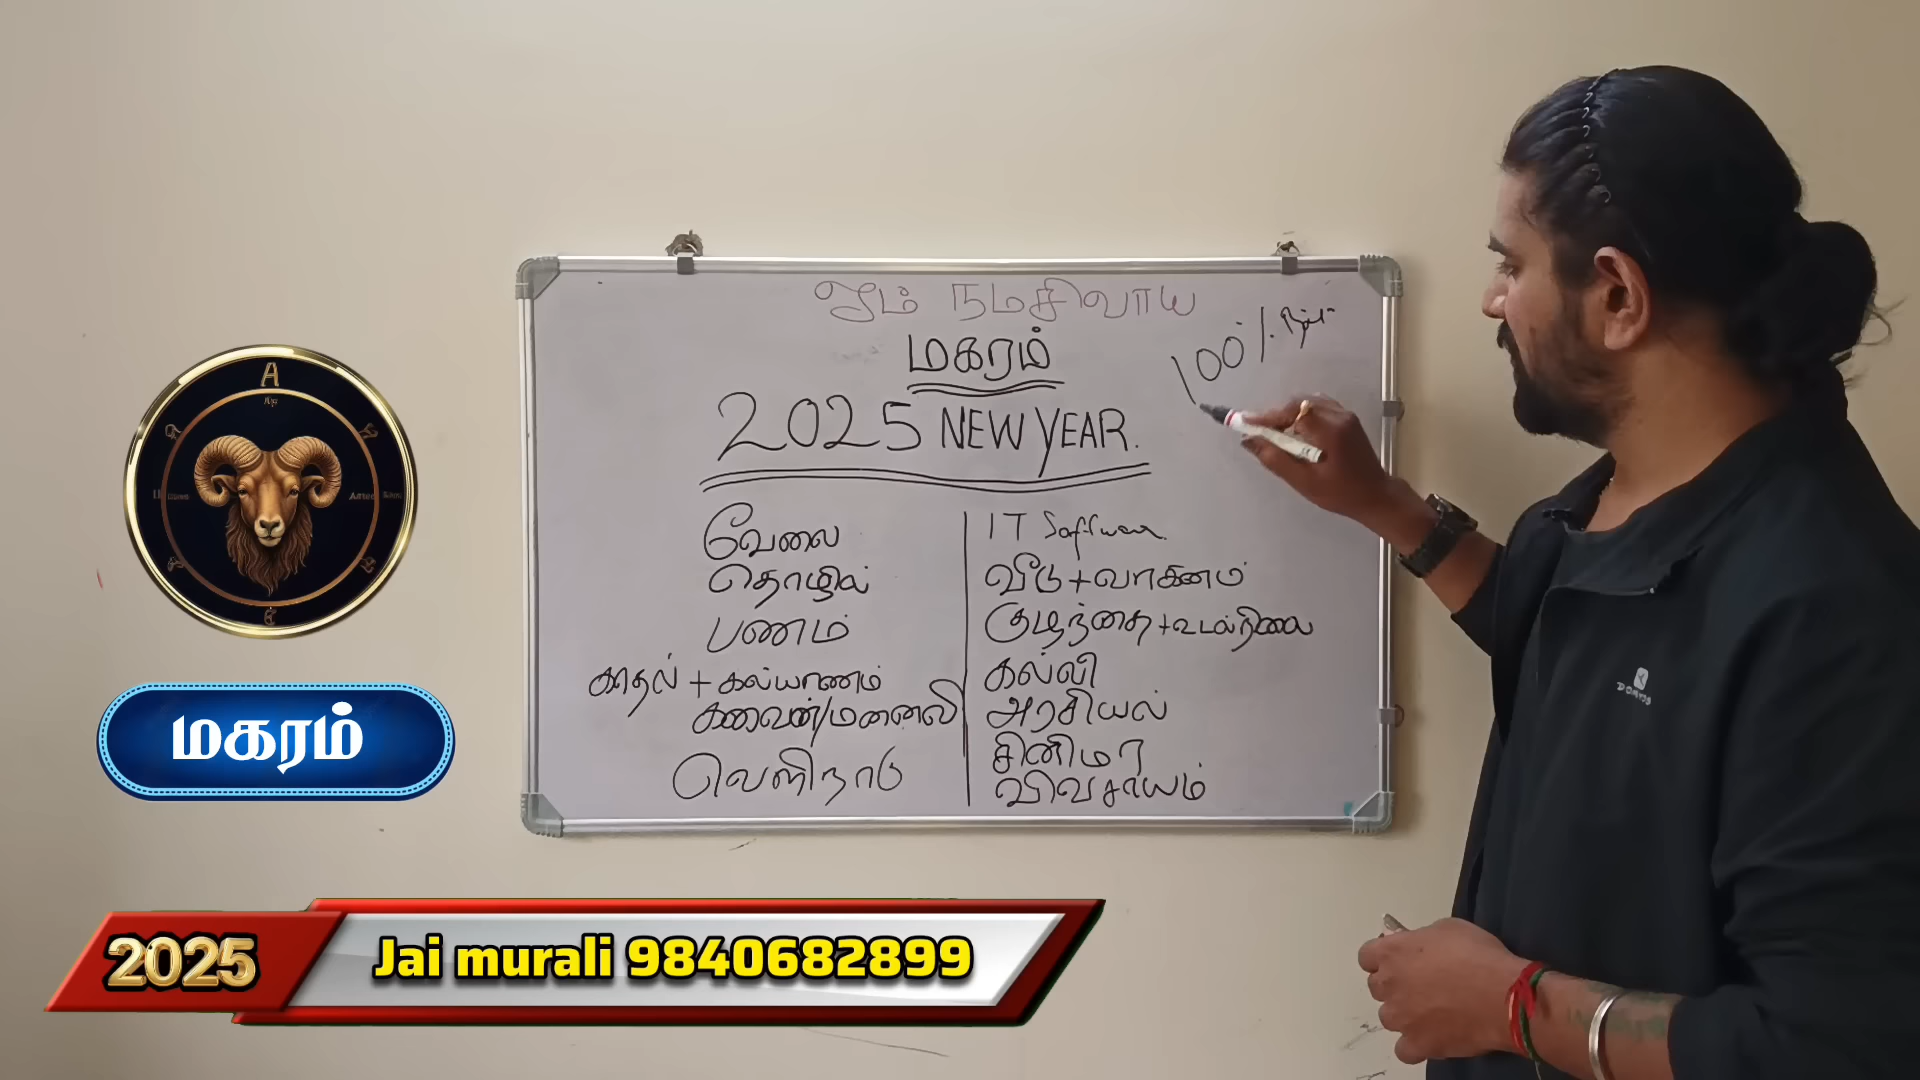 ஓம் நமசிவாய
மகரம்
100%
2025 NEW YEAR.
வேலை
தொழில்
பணம்
காதல் + கல்யாணம்
கணவன்/மனைவி
வெளிநாடு
IT Software
வீடு + வாகனம்
குழந்தை + உடல்நிலை
கல்வி
அரசியல்
சினிமா
விவசாயம்
A
மகரம்
2025
Jai murali 9840682899